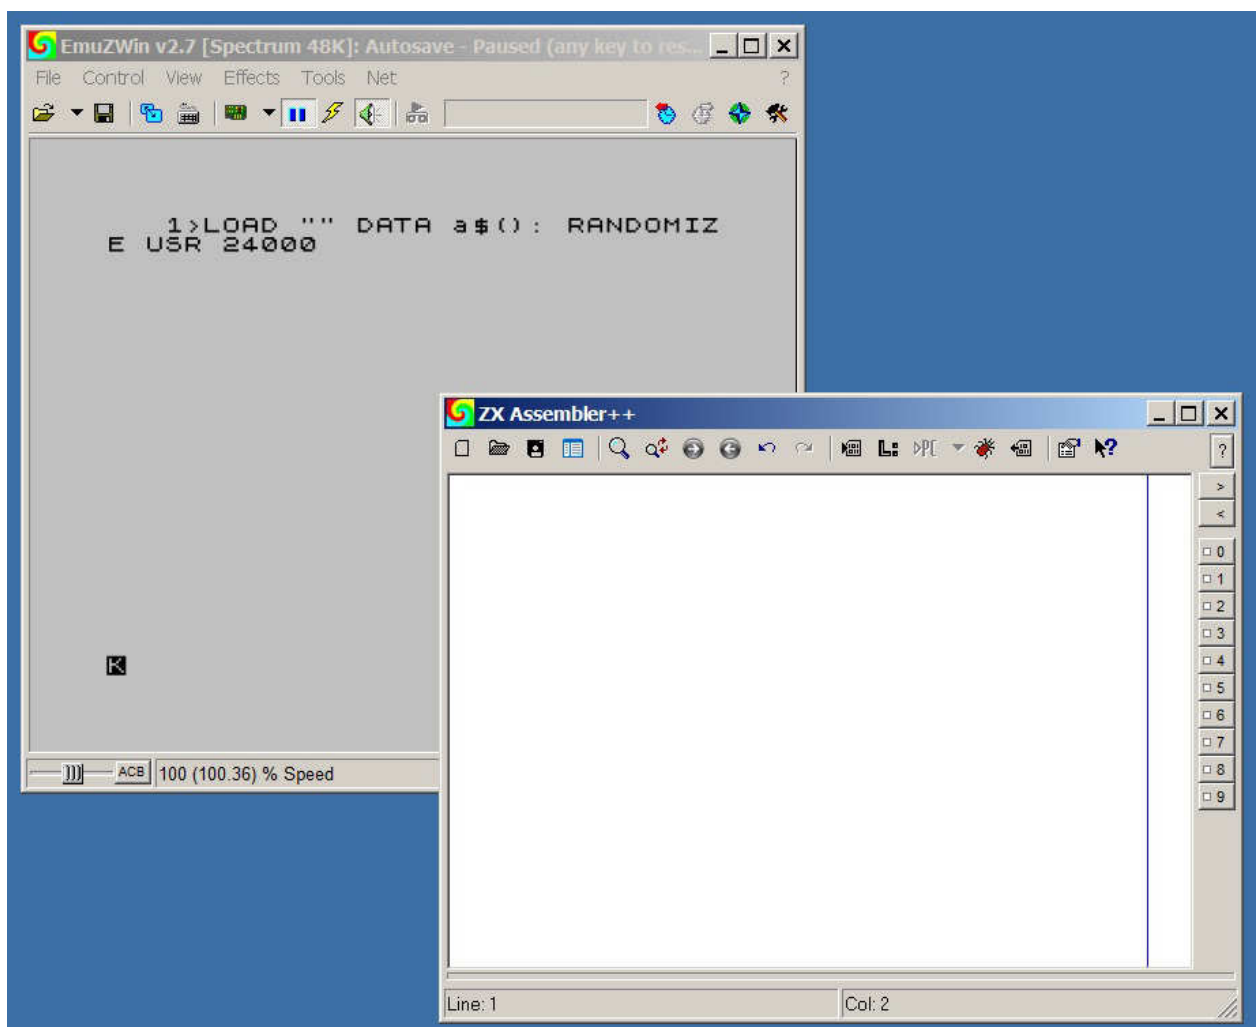 EmuZWin v2.7 [Spectrum 48K]: Autosave - Paused (any key to res...
File Control View Effects Tools Net ?
1>LOAD "" DATA a$(): RANDOMIZ
E USR 24000
K
ACB 100 (100.36) % Speed
ZX Assembler++
?
>
<
0
1
2
3
4
5
6
7
8
9
Line: 1 Col: 2